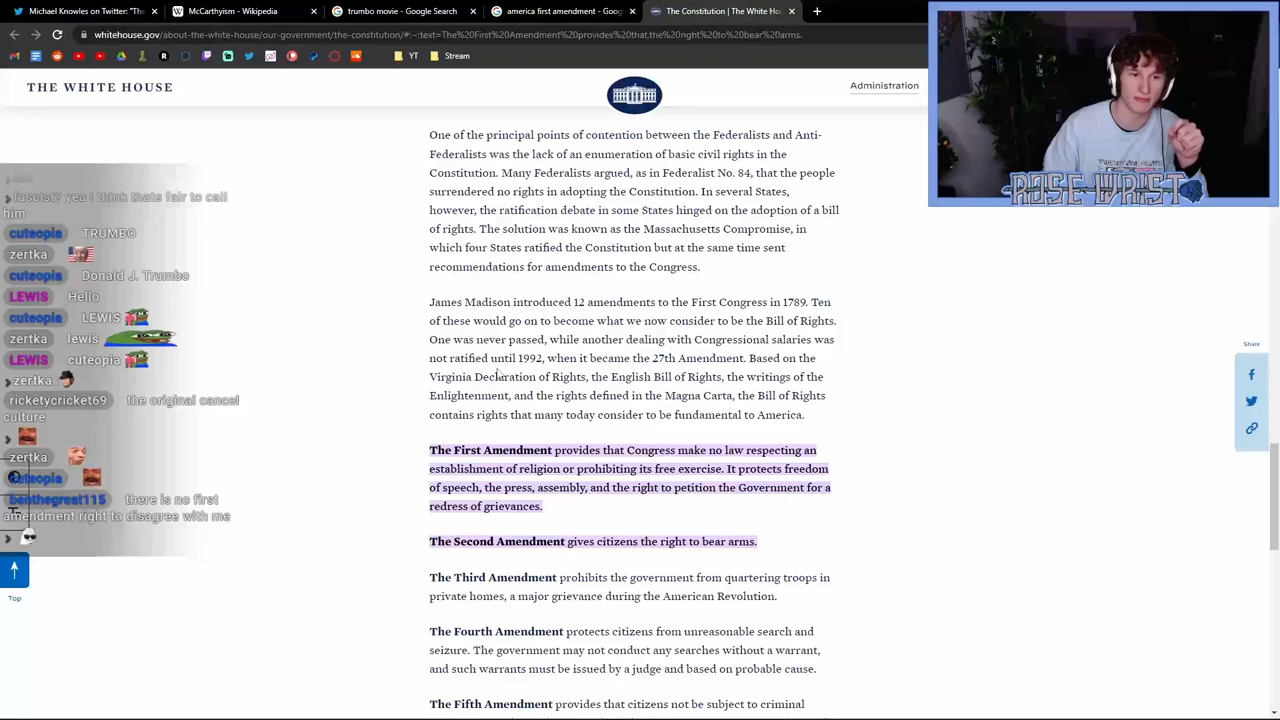 Michael Knowles on Twitter: "The
McCarthyism - Wikipedia
trumbo movie - Google Search
america first amendment - Google
The Constitution | The White Hou
whitehouse.gov/about-the-white-house/our-government/the-constitution/#:~:text=The%20First%20Amendment%20provides%20that,the%20right%20to%20bear%20arms.
YT
Stream
THE WHITE HOUSE
Administration
One of the principal points of contention between the Federalists and Anti-
Federalists was the lack of an enumeration of basic civil rights in the
Constitution. Many Federalists argued, as in Federalist No. 84, that the people
surrendered no rights in adopting the Constitution. In several States,
however, the ratification debate in some States hinged on the adoption of a bill
of rights. The solution was known as the Massachusetts Compromise, in
which four States ratified the Constitution but at the same time sent
recommendations for amendments to the Congress.
James Madison introduced 12 amendments to the First Congress in 1789. Ten
of these would go on to become what we now consider to be the Bill of Rights.
One was never passed, while another dealing with Congressional salaries was
not ratified until 1992, when it became the 27th Amendment. Based on the
Virginia Declaration of Rights, the English Bill of Rights, the writings of the
Enlightenment, and the rights defined in the Magna Carta, the Bill of Rights
contains rights that many today consider to be fundamental to America.
The First Amendment provides that Congress make no law respecting an
establishment of religion or prohibiting its free exercise. It protects freedom
of speech, the press, assembly, and the right to petition the Government for a
redress of grievances.
The Second Amendment gives citizens the right to bear arms.
The Third Amendment prohibits the government from quartering troops in
private homes, a major grievance during the American Revolution.
The Fourth Amendment protects citizens from unreasonable search and
seizure. The government may not conduct any searches without a warrant,
and such warrants must be issued by a judge and based on probable cause.
The Fifth Amendment provides that citizens not be subject to criminal
fascist? yea i think thats fair to call
him
cuteopia TRUMBO
zertka
cuteopia Donald J. Trumbo
LEWIS Hello
cuteopia LEWIS
zertka lewis
LEWIS cuteopia
zertka
ricketycricket69 the original cancel
culture
zertka
cuteopia
benthegreat115 there is no first
amendment right to disagree with me
Top
Share
ROSE WRIST